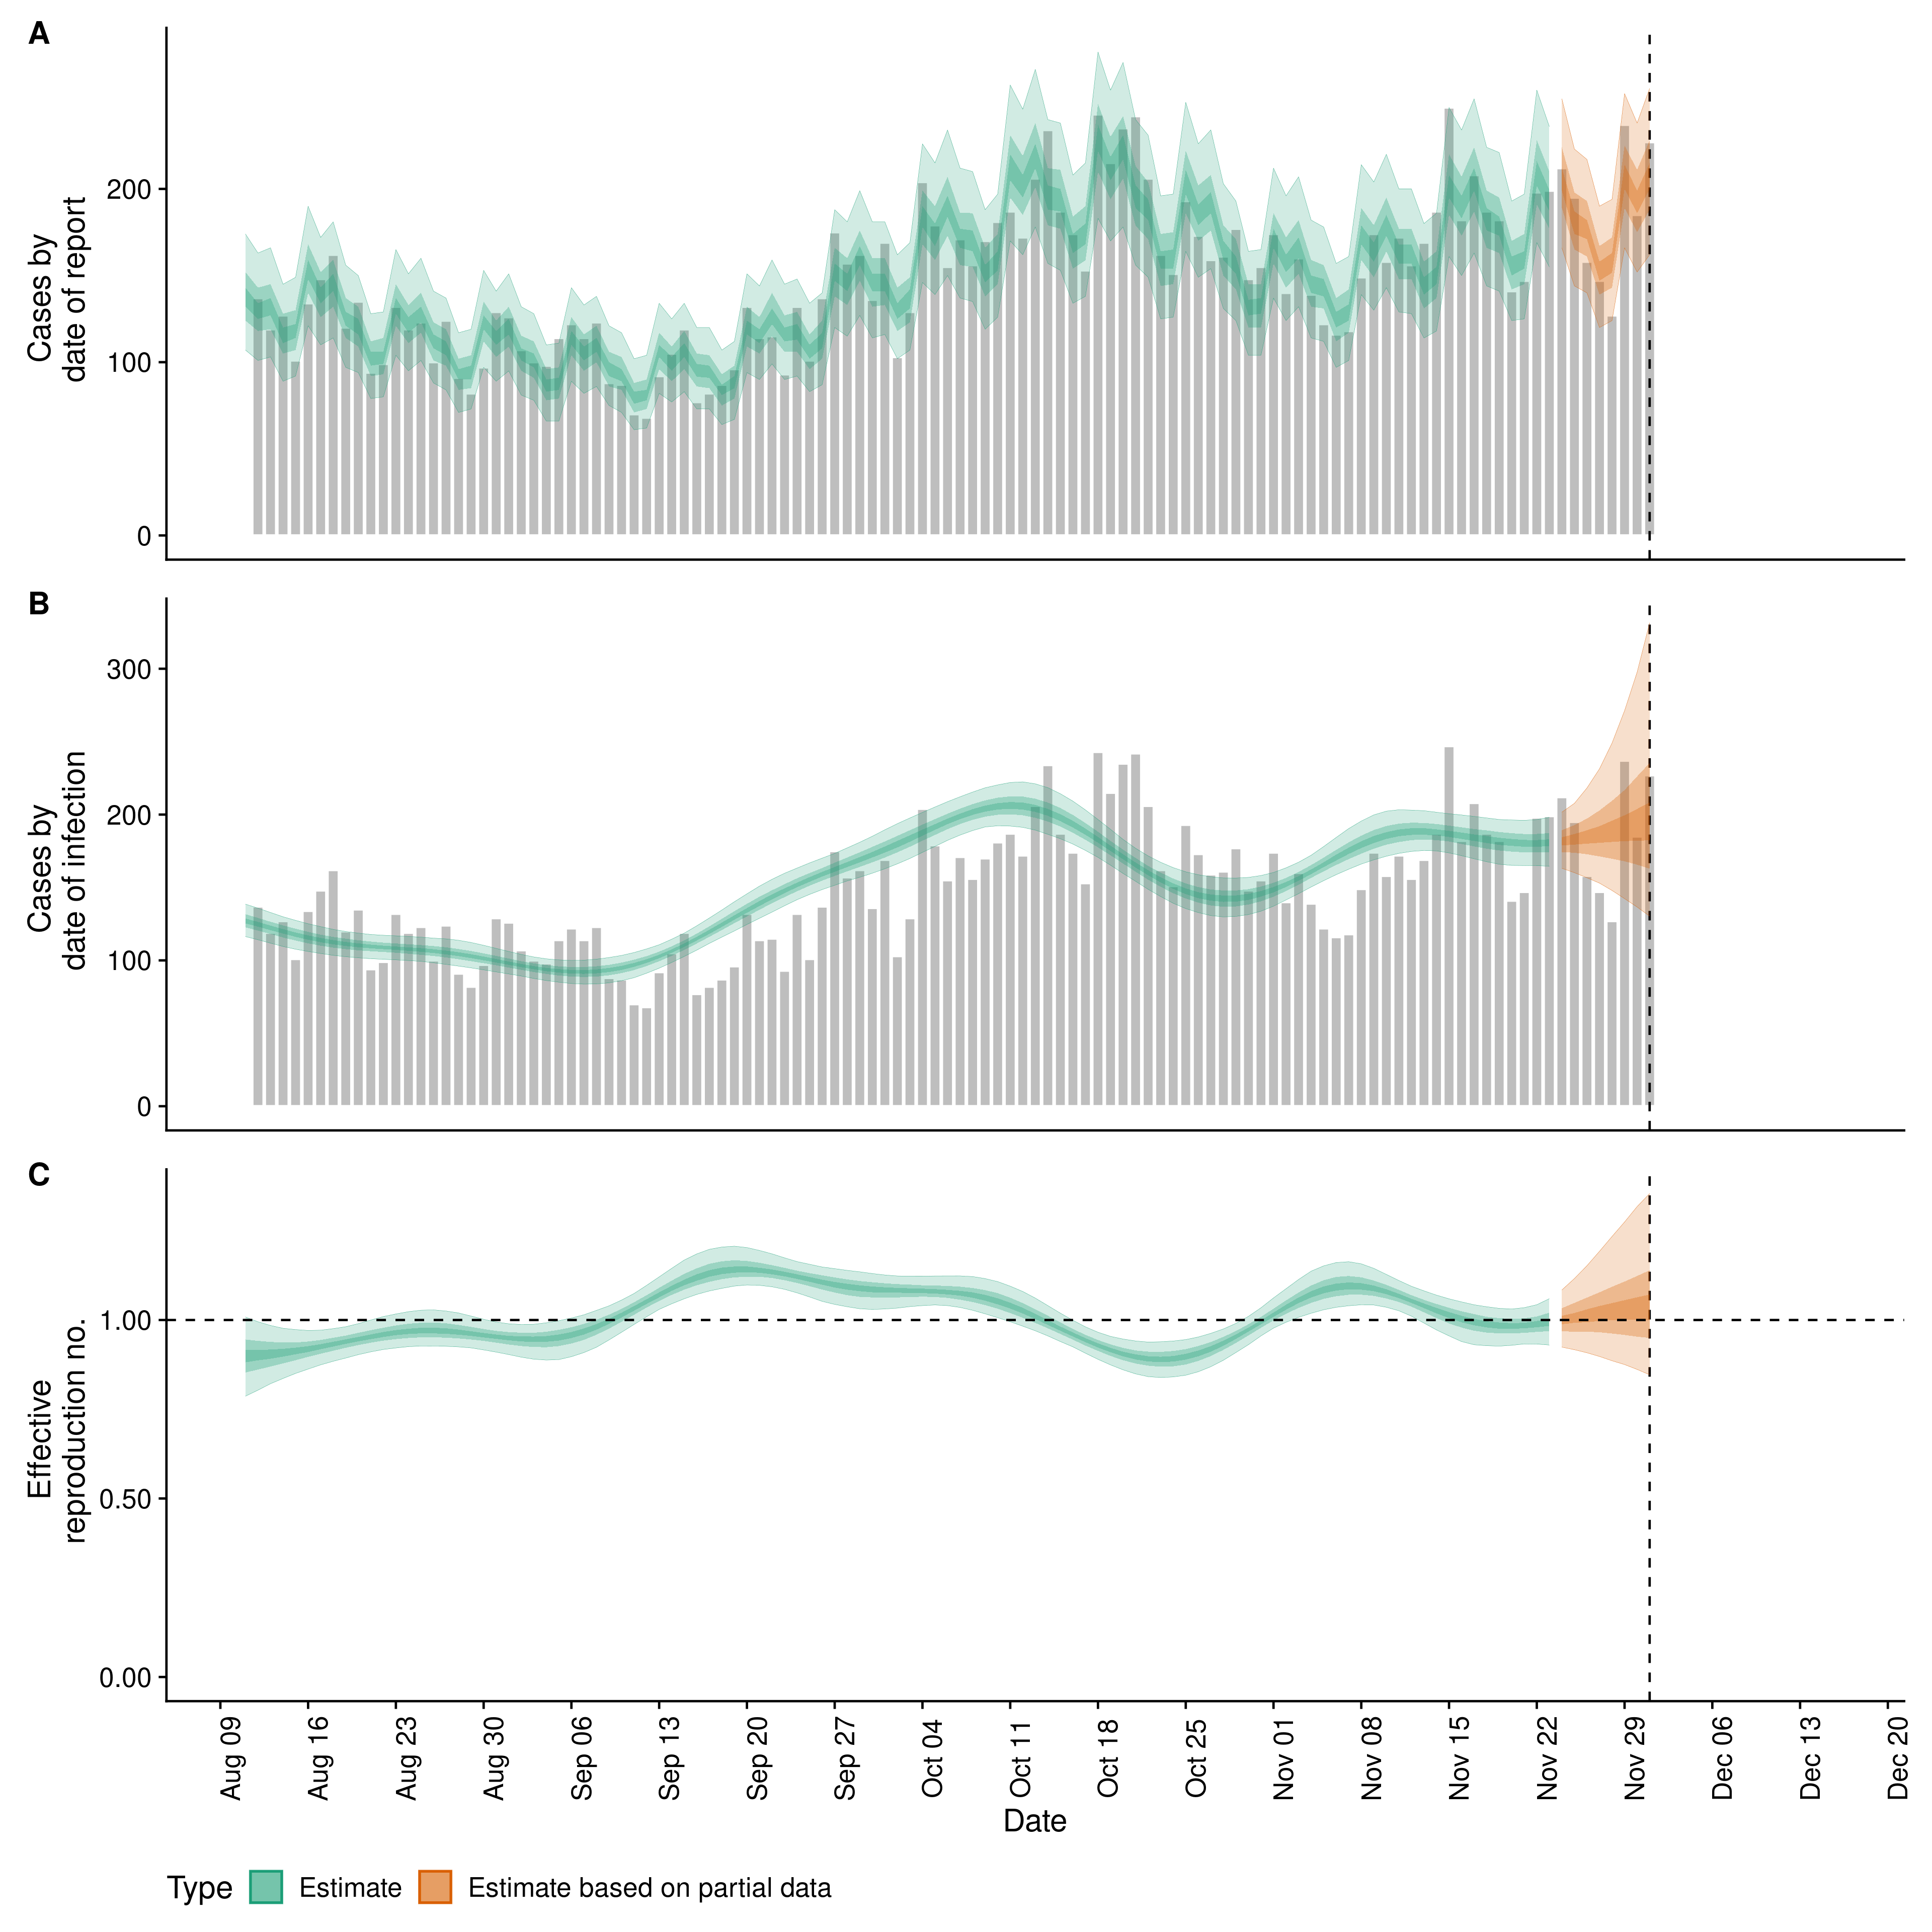 A
Cases by
date of report
200
100
0
B
Cases by
date of infection
300
200
100
0
C
Effective
reproduction no.
1.00
0.50
0.00
Aug 09
Aug 16
Aug 23
Aug 30
Sep 06
Sep 13
Sep 20
Sep 27
Oct 04
Oct 11
Oct 18
Oct 25
Nov 01
Nov 08
Nov 15
Nov 22
Nov 29
Dec 06
Dec 13
Dec 20
Date
Type Estimate Estimate based on partial data